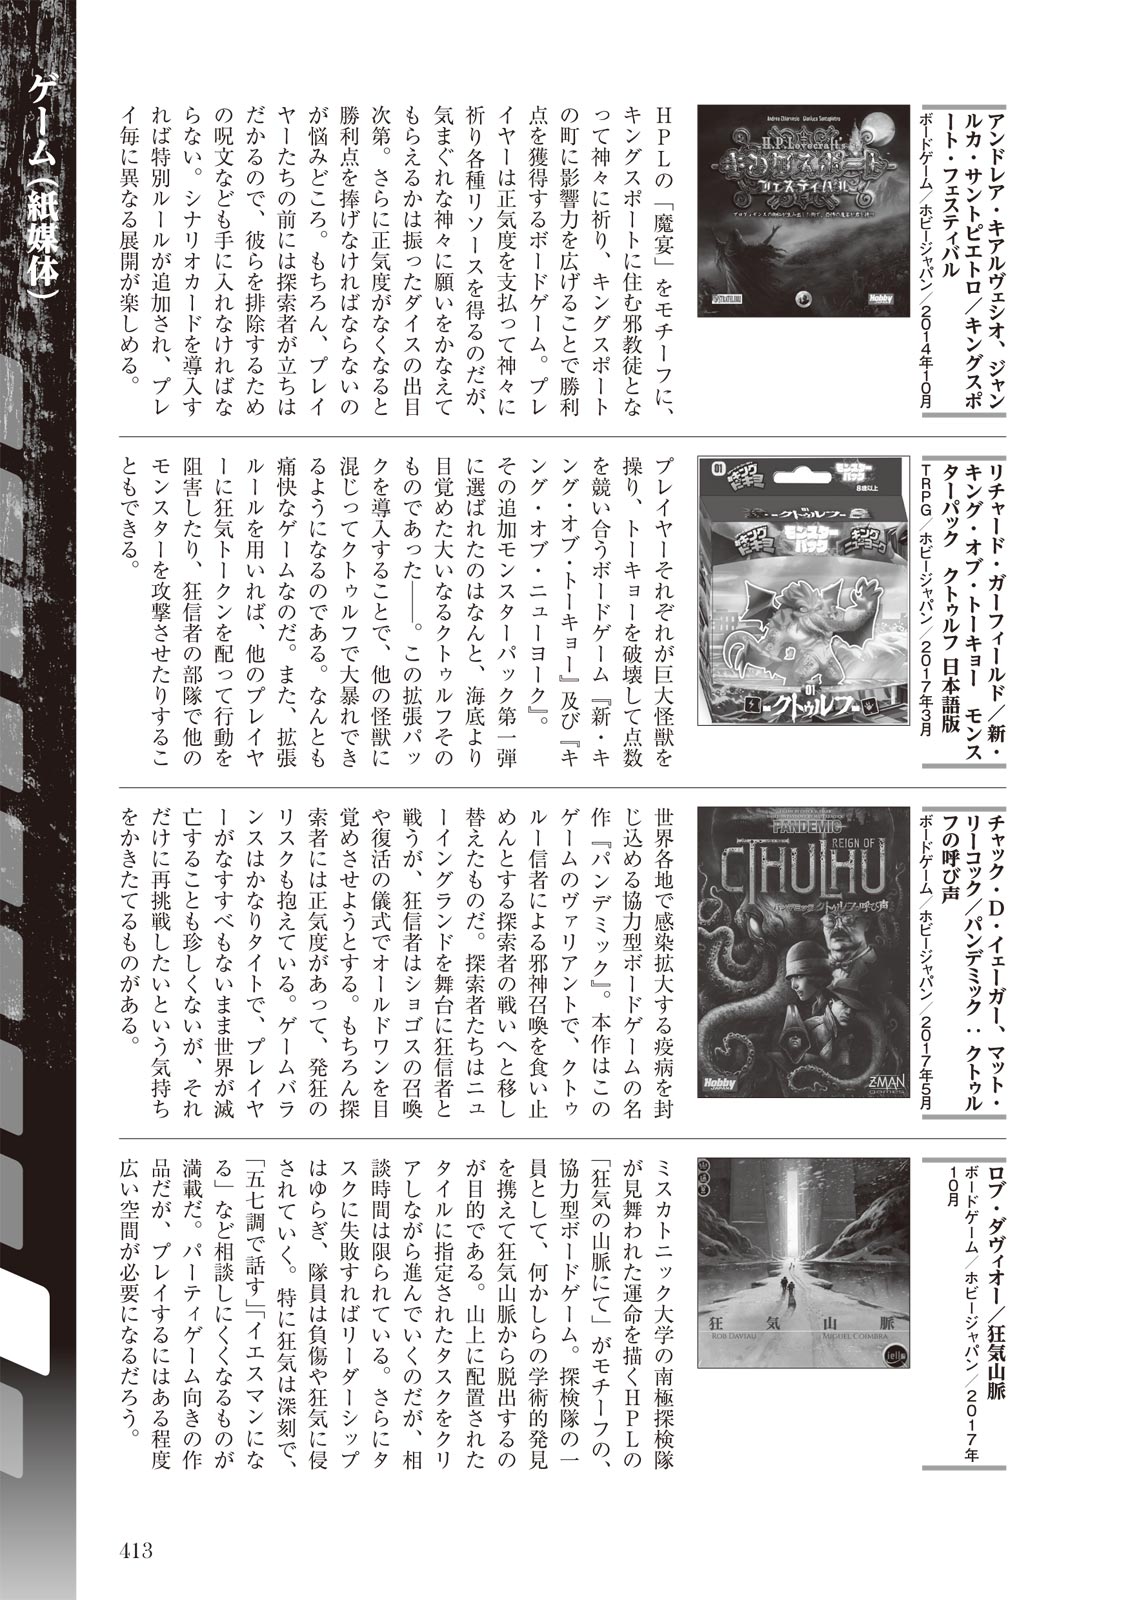 ゲーム（紙媒体）
アンドレア・キアルヴェシオ、ジャン
ルカ・サントピエトロ／キングスポ
ート・フェスティバル
ボードゲーム／ホビージャパン／2014年10月
Andrea Chiarvesio Gianluca Santopietro
H.P.Lovecraft's
キングスポート
フェスティバル
Hobby
HPLの「魔宴」をモチーフに、
キングスポートに住む邪教徒とな
って神々に祈り、キングスポート
の町に影響力を広げることで勝利
点を獲得するボードゲーム。プレ
イヤーは正気度を支払って神々に
祈り各種リソースを得るのだが、
気まぐれな神々に願いをかなえて
もらえるかは振ったダイスの出目
次第。さらに正気度がなくなると
勝利点を捧げなければならないの
が悩みどころ。もちろん、プレイ
ヤーたちの前には探索者が立ちは
だかるので、彼らを排除するため
の呪文なども手に入れなければな
らない。シナリオカードを導入す
れば特別ルールが追加され、プレ
イ毎に異なる展開が楽しめる。
リチャード・ガーフィールド／新・
キング・オブ・トーキョー モンス
ターパック クトゥルフ 日本語版
TRPG／ホビージャパン／2017年3月
01
モンスター
パック
8歳以上
クトゥルフ
モンスター
パック
01
クトゥルフ
プレイヤーそれぞれが巨大怪獣を
操り、トーキョーを破壊して点数
を競い合うボードゲーム『新・キ
ング・オブ・トーキョー』及び『キ
ング・オブ・ニューヨーク』。
その追加モンスターパック第一弾
に選ばれたのはなんと、海底より
目覚めた大いなるクトゥルフその
ものであった――。この拡張パッ
クを導入することで、他の怪獣に
混じってクトゥルフで大暴れでき
るようになるのである。なんとも
痛快なゲームなのだ。また、拡張
ルールを用いれば、他のプレイヤ
ーに狂気トークンを配って行動を
阻害したり、狂信者の部隊で他の
モンスターを攻撃させたりするこ
ともできる。
チャック・D・イェーガー、マット・
リーコック／パンデミック：クトゥル
フの呼び声
ボードゲーム／ホビージャパン／2017年5月
PANDEMIC
REIGN OF
CTHULHU
パンデミック クトゥルフの呼び声
Hobby
JAPAN
Z-MAN
games
世界各地で感染拡大する疫病を封
じ込める協力型ボードゲームの名
作『パンデミック』。本作はこの
ゲームのヴァリアントで、クトゥ
ルー信者による邪神召喚を食い止
めんとする探索者の戦いへと移し
替えたものだ。探索者たちはニュ
ーイングランドを舞台に狂信者と
戦うが、狂信者はショゴスの召喚
や復活の儀式でオールドワンを目
覚めさせようとする。もちろん探
索者には正気度があって、発狂の
リスクも抱えている。ゲームバラ
ンスはかなりタイトで、プレイヤ
ーがなすすべもないまま世界が滅
亡することも珍しくないが、それ
だけに再挑戦したいという気持ち
をかきたてるものがある。
ロブ・ダヴィオー／狂気山脈
ボードゲーム／ホビージャパン／2017年
10月
狂気山脈
ROB DAVIAU
MIGUEL COIMBRA
iello
ミスカトニック大学の南極探検隊
が見舞われた運命を描くHPLの
「狂気の山脈にて」がモチーフの、
協力型ボードゲーム。探検隊の一
員として、何かしらの学術的発見
を携えて狂気山脈から脱出するの
が目的である。山上に配置された
タイルに指定されたタスクをクリ
アしながら進んでいくのだが、相
談時間は限られている。さらにタ
スクに失敗すればリーダーシップ
はゆらぎ、隊員は負傷や狂気に侵
されていく。特に狂気は深刻で、
「五七調で話す」「イエスマンにな
る」など相談しにくくなるものが
満載だ。パーティゲーム向きの作
品だが、プレイするにはある程度
広い空間が必要になるだろう。
413